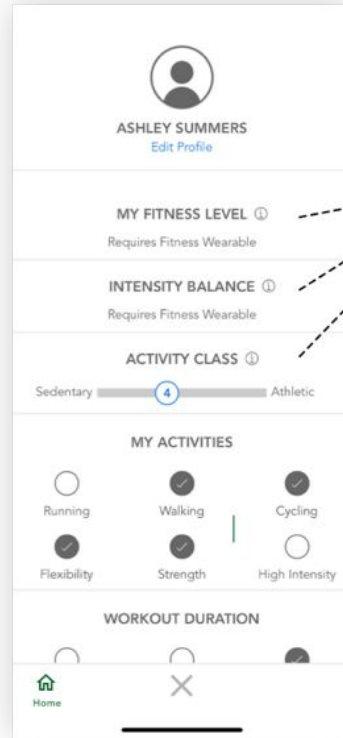 ASHLEY SUMMERS
Edit Profile
MY FITNESS LEVEL ⓘ
Requires Fitness Wearable
INTENSITY BALANCE ⓘ
Requires Fitness Wearable
ACTIVITY CLASS ⓘ
Sedentary 4 Athletic
MY ACTIVITIES
Running Walking Cycling
Flexibility Strength High Intensity
WORKOUT DURATION
Home